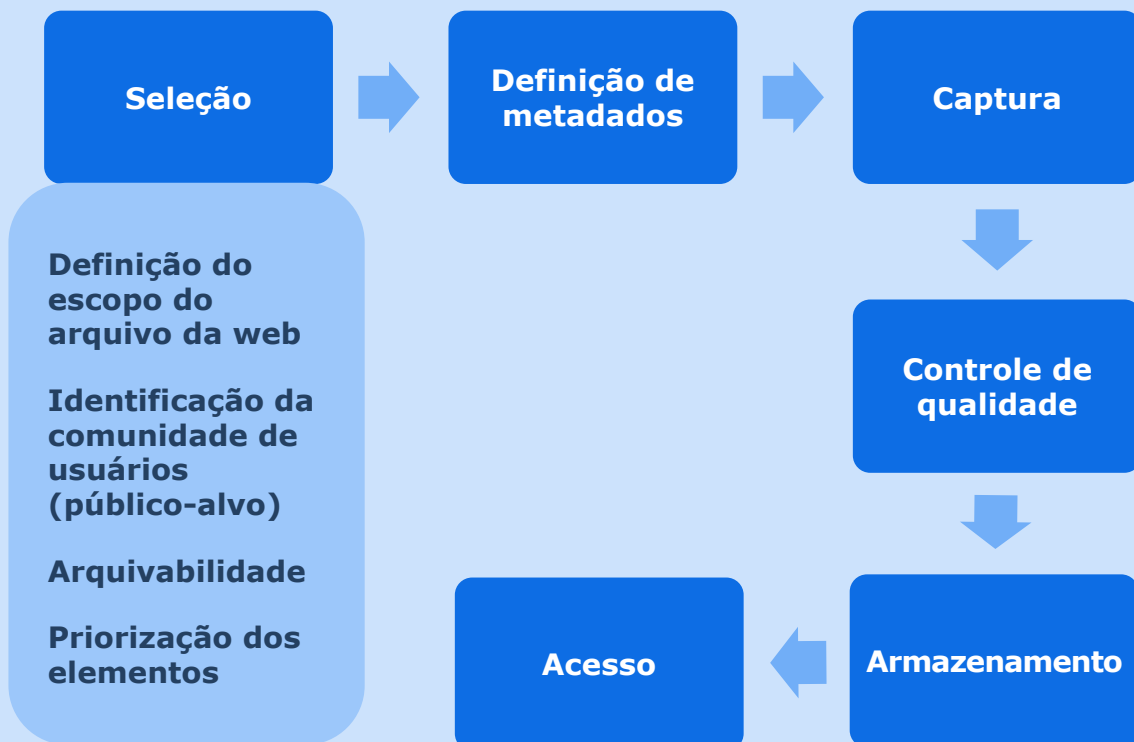 Seleção
Definição de
metadados
Captura
Definição do
escopo do
arquivo da web
Identificação da
comunidade de
usuários
(público-alvo)
Arquivabilidade
Priorização dos
elementos
Controle de
qualidade
Armazenamento
Acesso